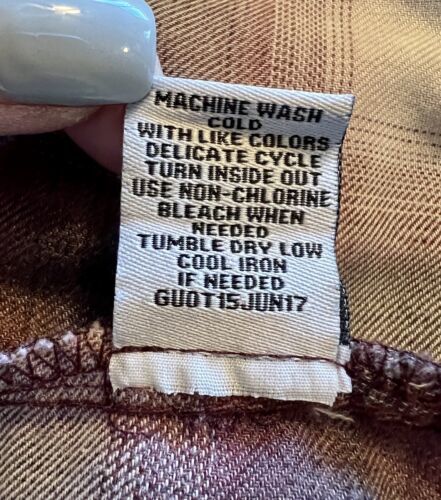 MACHINE WASH
COLD
WITH LIKE COLORS
DELICATE CYCLE
TURN INSIDE OUT
USE NON-CHLORINE
BLEACH WHEN
NEEDED
TUMBLE DRY LOW
COOL IRON
IF NEEDED
GUOT15JUN17